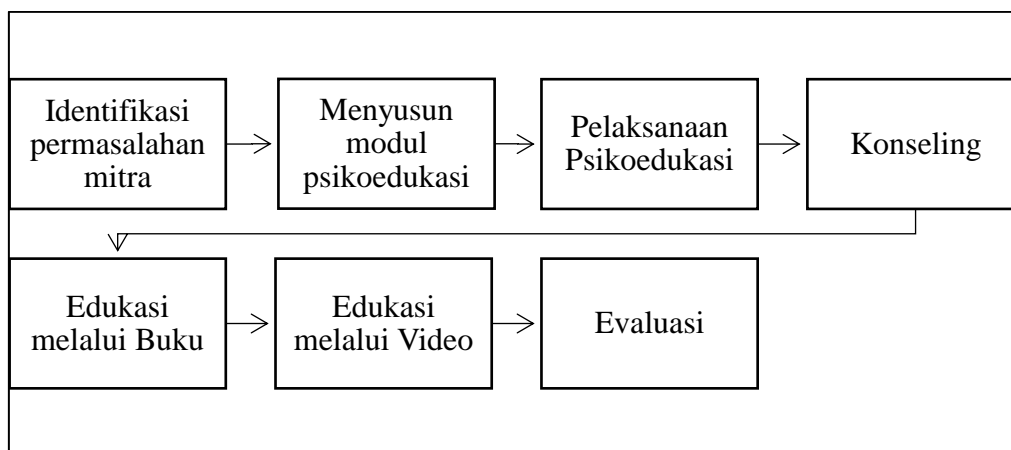 Identifikasi
permasalahan
mitra
Menyusun
modul
psikoedukasi
Pelaksanaan
Psikoedukasi
Konseling
Edukasi
melalui Buku
Edukasi
melalui Video
Evaluasi